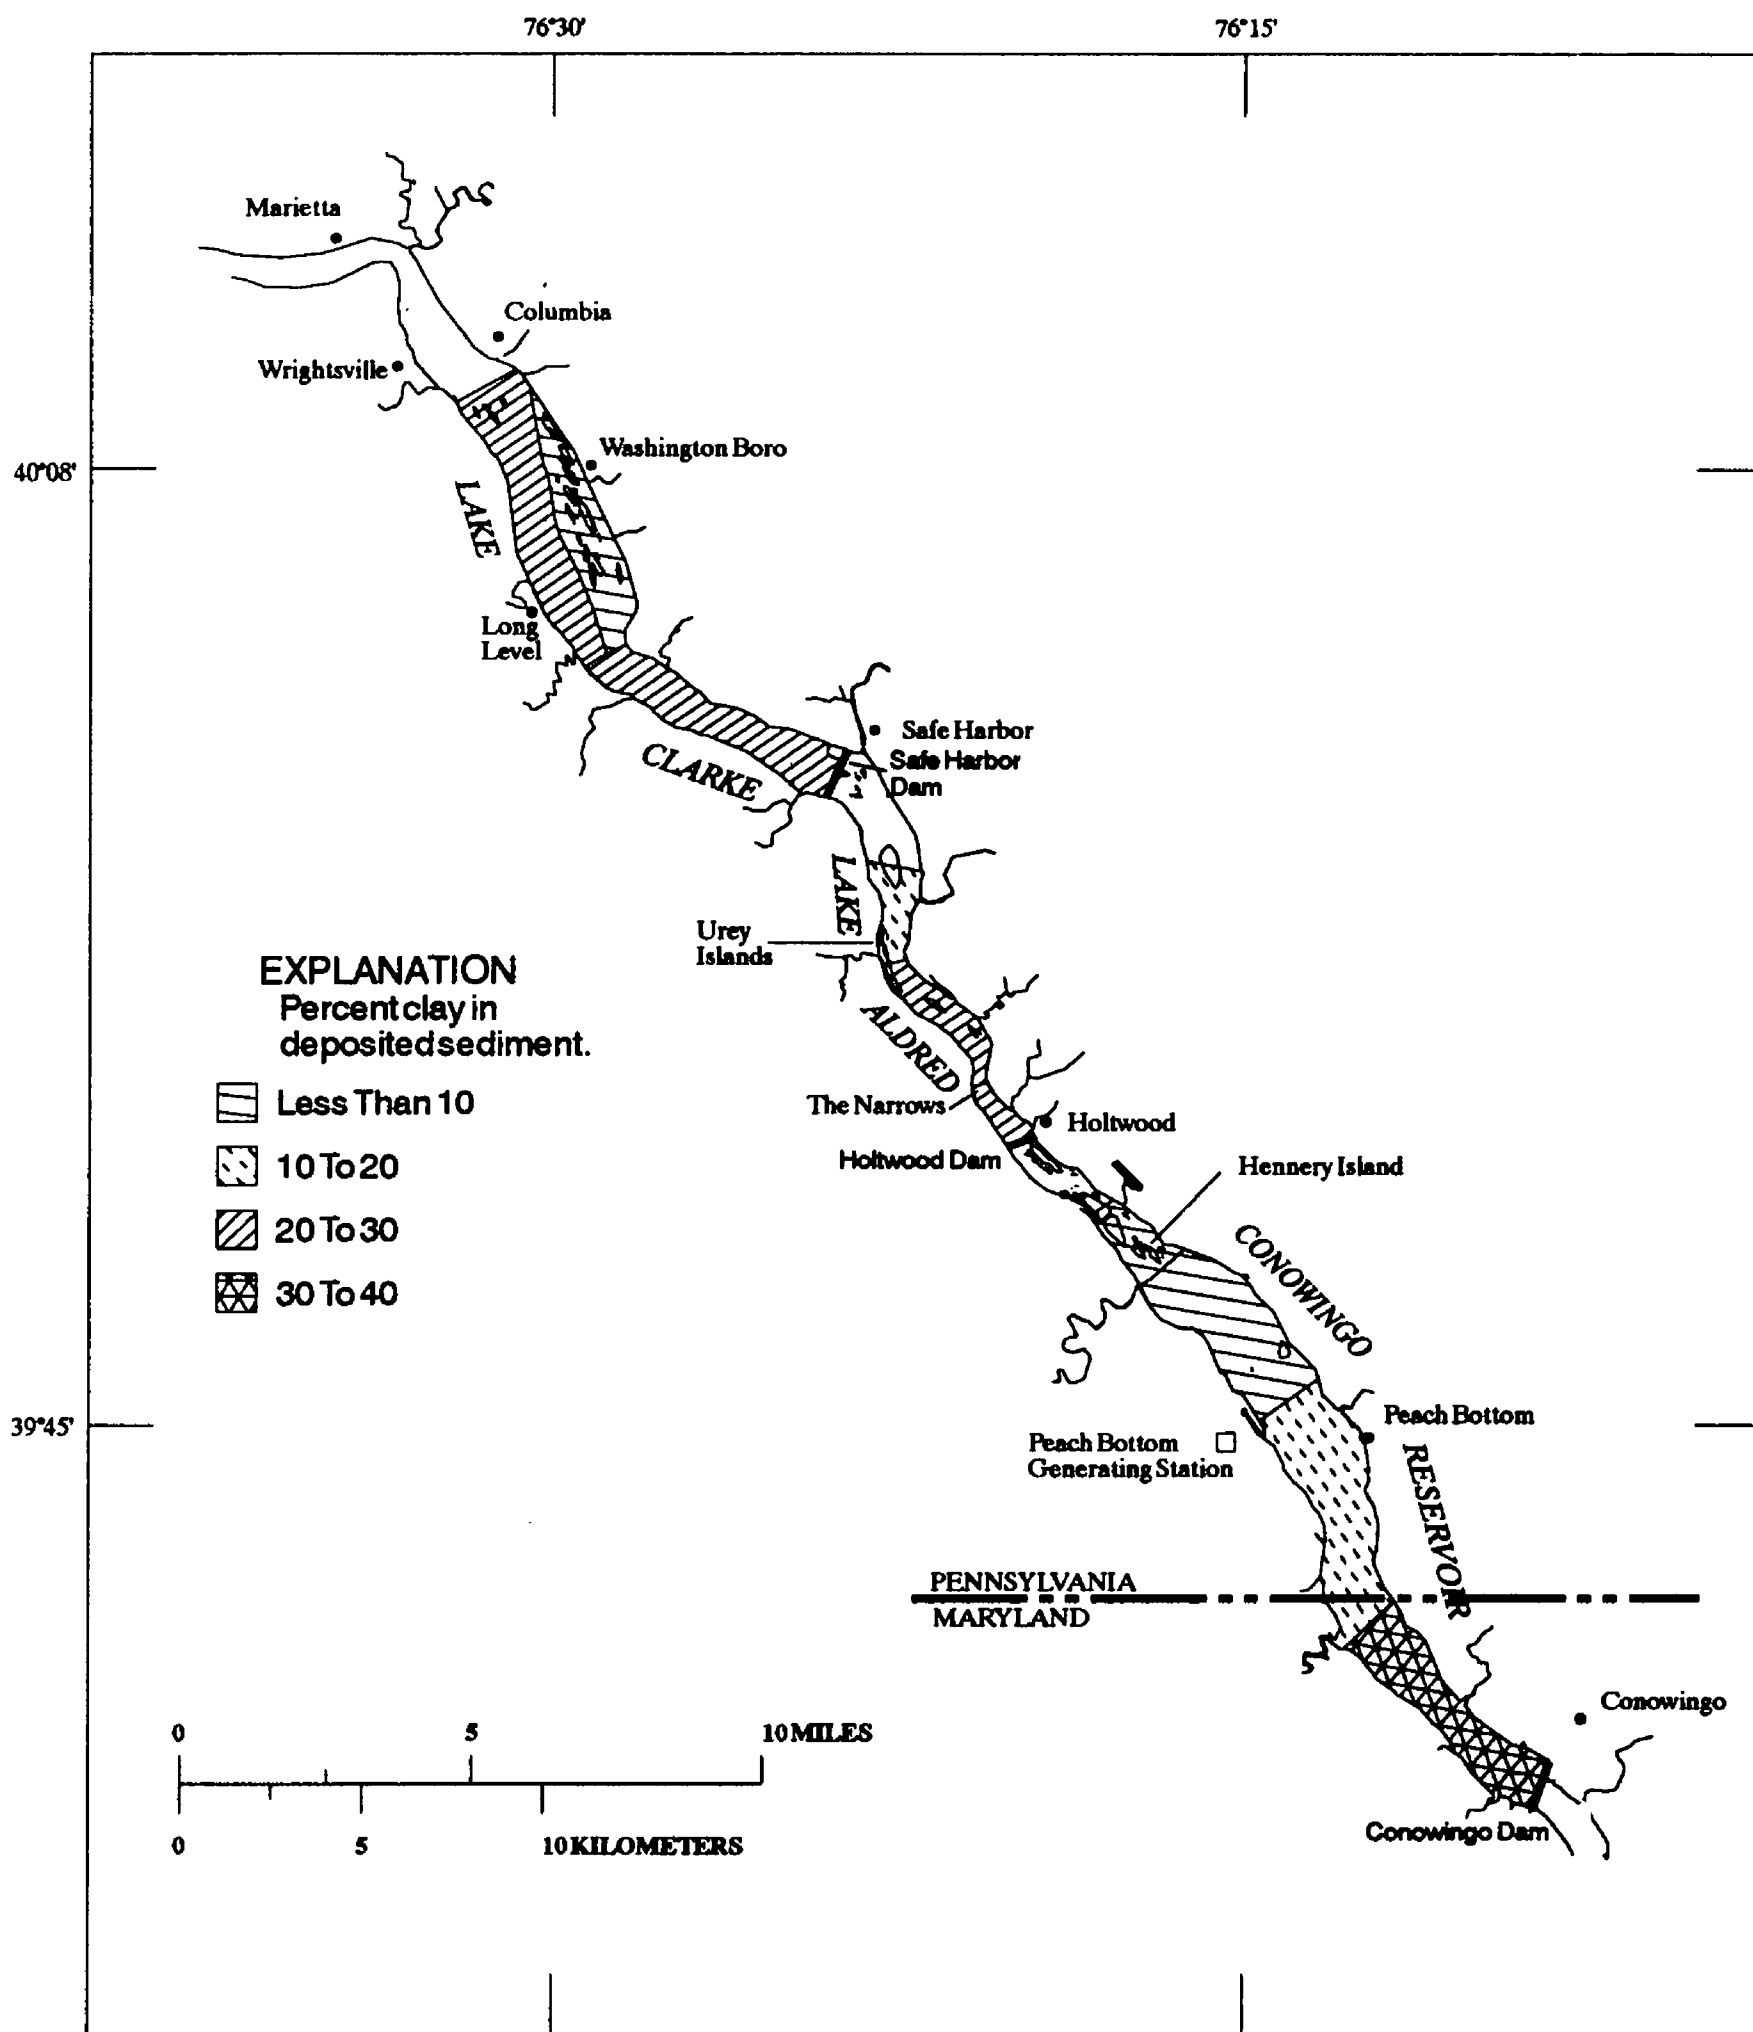 76°30'
76°15'
Marietta
Columbia
Wrightsville
Washington Boro
40°08'
LAKE
Long
Level
Safe Harbor
CLARKE
Safe Harbor
Dam
LAKE
Urey
Islands
EXPLANATION
Percent clay in
deposited sediment.
ALDRED
Less Than 10
The Narrows
Holtwood
Holtwood Dam
Hennery Island
10 To 20
20 To 30
CONOWINGO
30 To 40
39°45'
Peach Bottom
Peach Bottom
Generating Station
RESERVOIR
PENNSYLVANIA
MARYLAND
Conowingo
0 5 10 MILES
0 5 10 KILOMETERS
Conowingo Dam